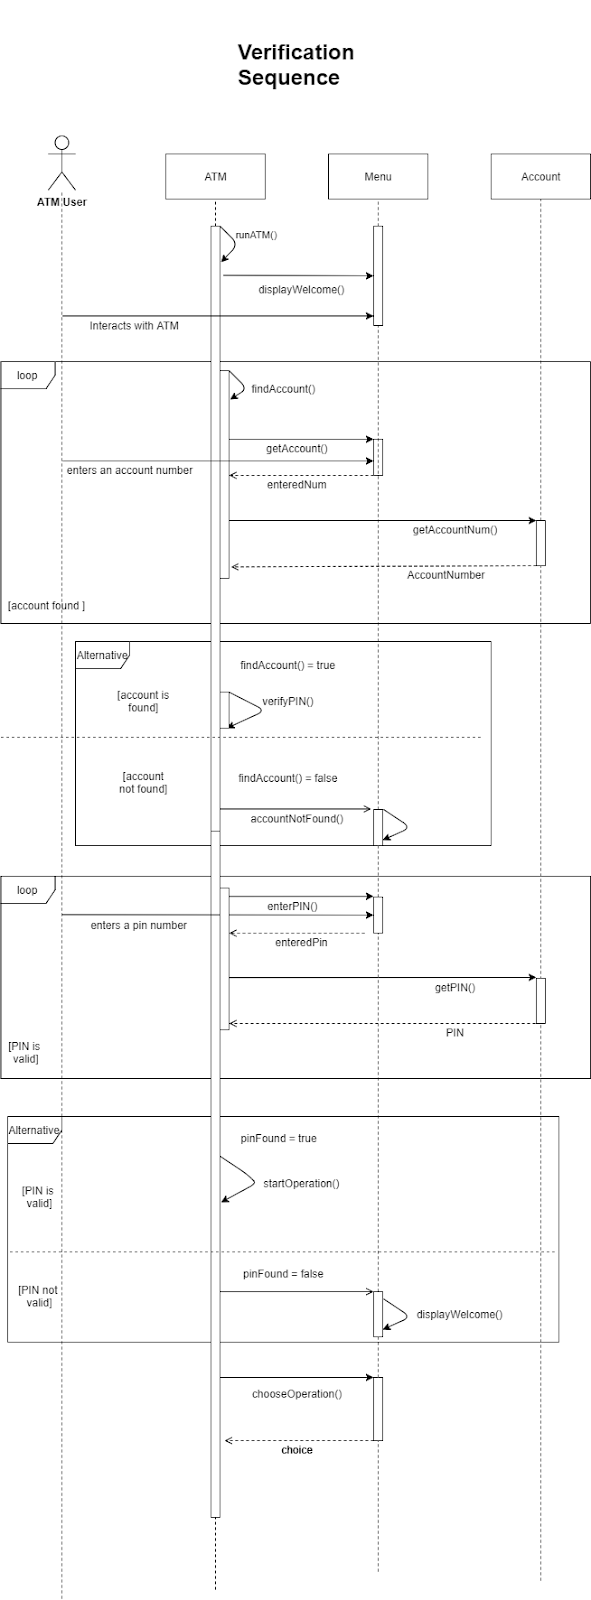 Verification
Sequence
ATM User
ATM
Menu
Account
runATM()
displayWelcome()
Interacts with ATM
loop
findAccount()
getAccount()
enters an account number
enteredNum
getAccountNum()
AccountNumber
[account found ]
Alternative
findAccount() = true
[account is
found]
verifyPIN()
[account
not found]
findAccount() = false
accountNotFound()
loop
enterPIN()
enters a pin number
enteredPin
getPIN()
PIN
[PIN is
valid]
Alternative
pinFound = true
startOperation()
[PIN is
valid]
pinFound = false
[PIN not
valid]
displayWelcome()
chooseOperation()
choice